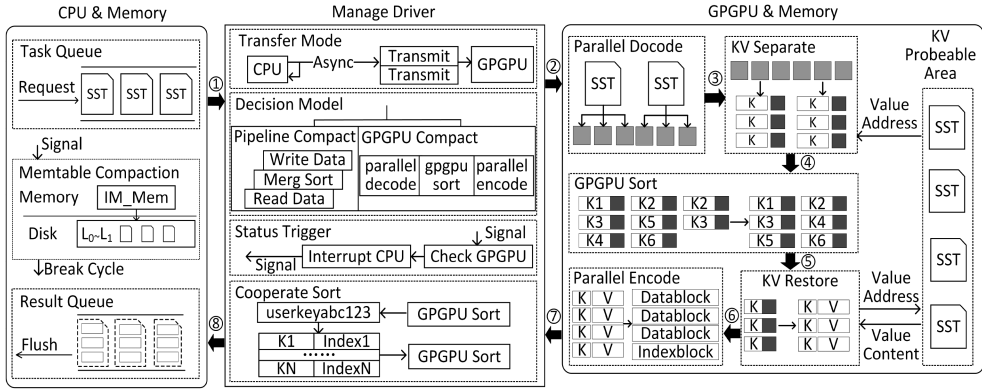 CPU & Memory
Task Queue
Request
SST
SST
SST
Signal
Memtable Compaction
Memory
IM_Mem
Disk
L0~L1
Break Cycle
Result Queue
Flush
①
⑧
Manage Driver
Transfer Mode
CPU
Async
Transmit
Transmit
GPGPU
Decision Model
Pipeline Compact
Write Data
Merg Sort
Read Data
GPGPU Compact
parallel decode
gpgpu sort
parallel encode
Status Trigger
Signal
Signal
Interrupt CPU
Check GPGPU
Cooperate Sort
userkeyabc123
GPGPU Sort
K1 Index1
······
KN IndexN
GPGPU Sort
②
⑦
GPGPU & Memory
Parallel Docode
SST
SST
③
KV Separate
K K
K K
K K
KV
Probeable
Area
Value
Address
SST
SST
SST
SST
④
GPGPU Sort
K1 K2 K2
K3 K5 K3
K4 K6
K1 K2
K3 K4
K5 K6
⑤
Parallel Encode
K V
K V
K V
K V
Datablock
Datablock
Datablock
Indexblock
⑥
KV Restore
K K V
K K V
Value
Address
Value
Content